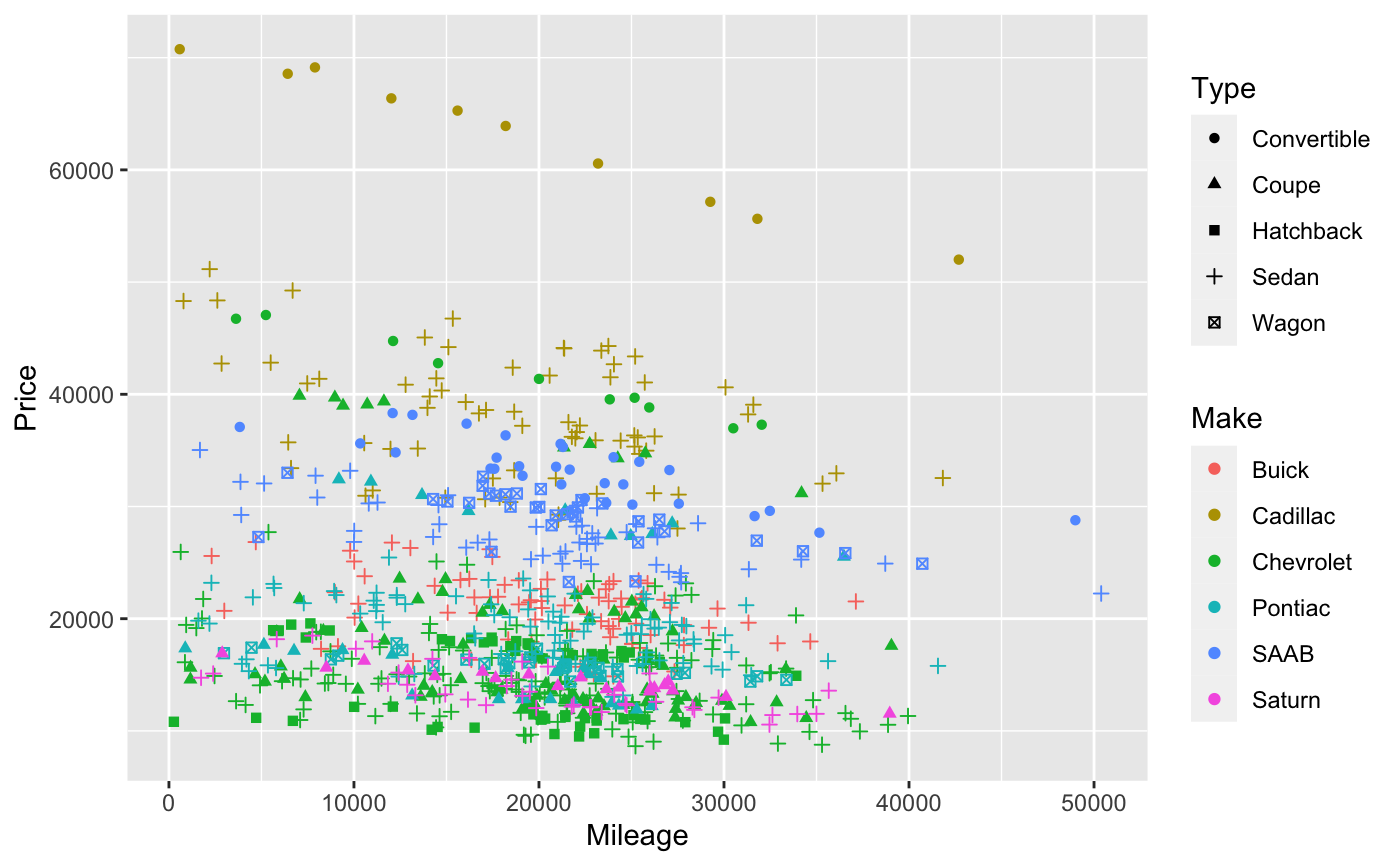 Price
60000
40000
20000
0
10000
20000
30000
40000
50000
Mileage
Type
Convertible
Coupe
Hatchback
Sedan
Wagon
Make
Buick
Cadillac
Chevrolet
Pontiac
SAAB
Saturn